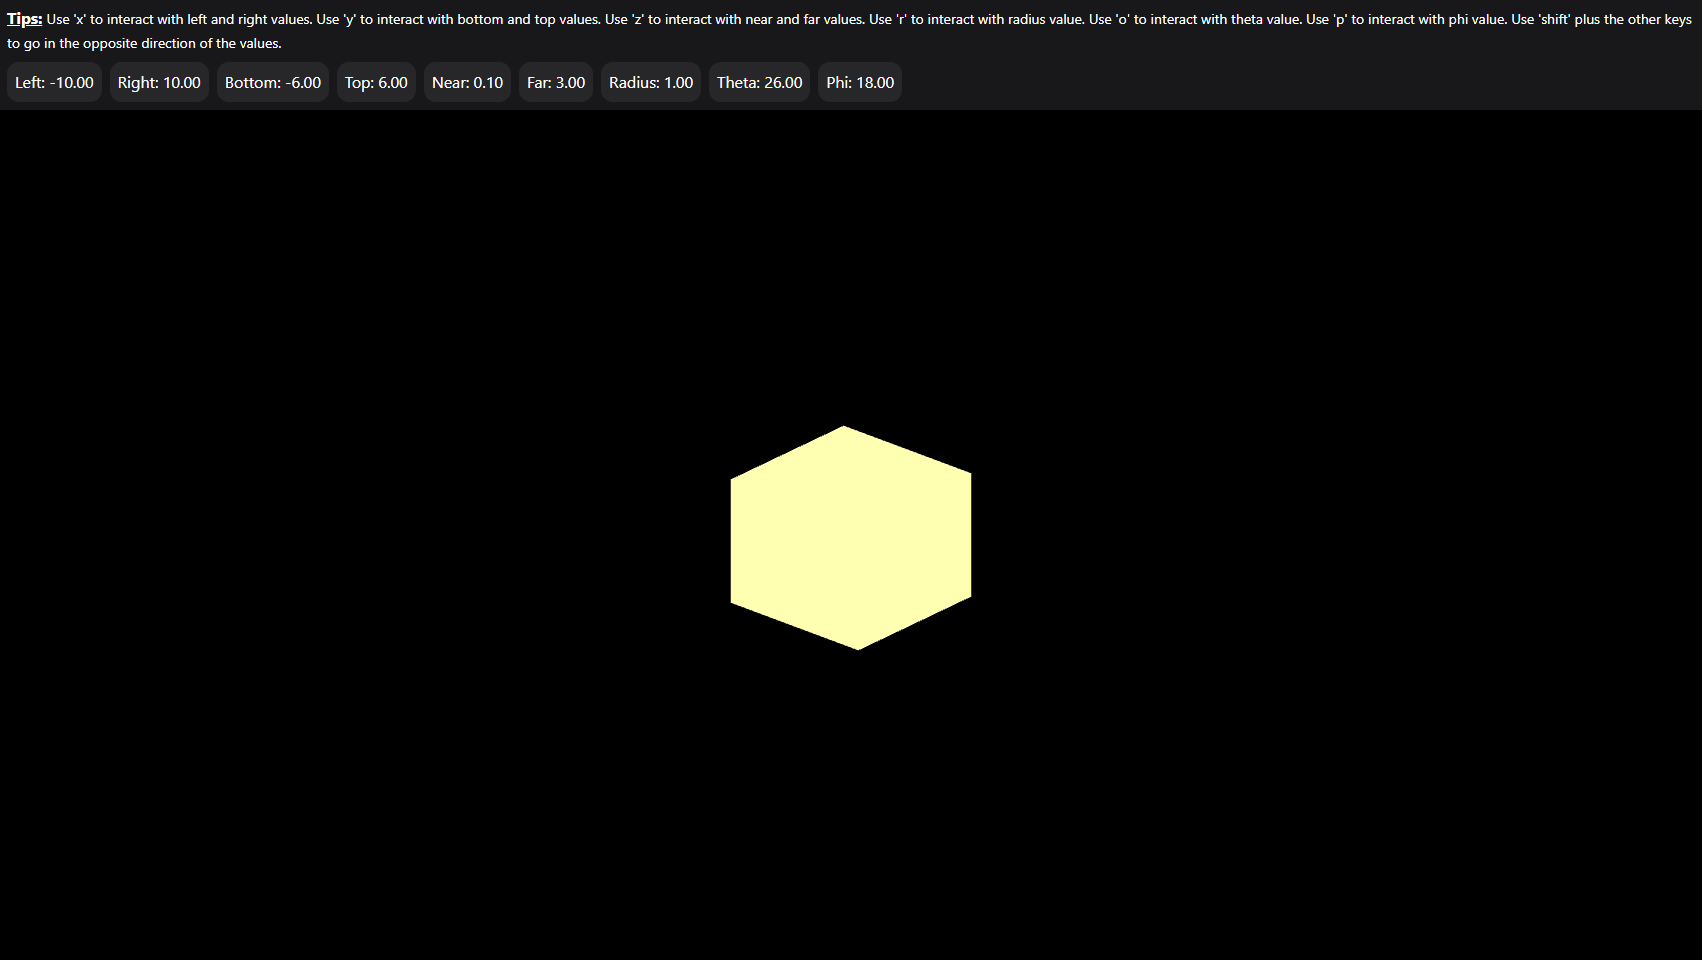 Tips: Use 'x' to interact with left and right values. Use 'y' to interact with bottom and top values. Use 'z' to interact with near and far values. Use 'r' to interact with radius value. Use 'o' to interact with theta value. Use 'p' to interact with phi value. Use 'shift' plus the other keys
to go in the opposite direction of the values.
Left: -10.00 Right: 10.00 Bottom: -6.00 Top: 6.00 Near: 0.10 Far: 3.00 Radius: 1.00 Theta: 26.00 Phi: 18.00